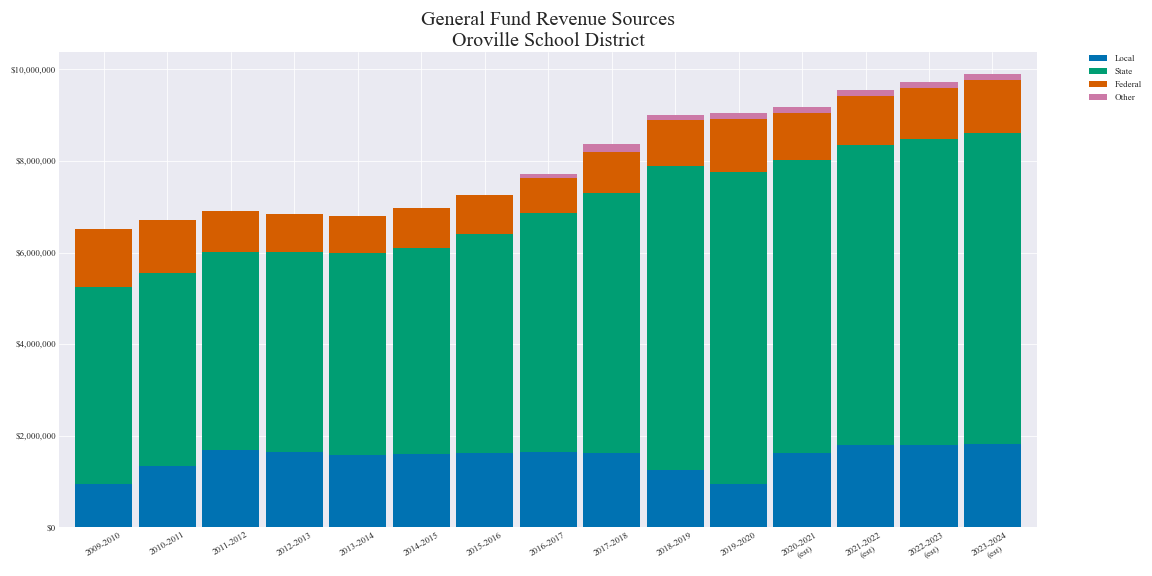 General Fund Revenue Sources
Oroville School District
$10,000,000
$8,000,000
$6,000,000
$4,000,000
$2,000,000
$0
2009-2010
2010-2011
2011-2012
2012-2013
2013-2014
2014-2015
2015-2016
2016-2017
2017-2018
2018-2019
2019-2020
2020-2021
(est)
2021-2022
(est)
2022-2023
(est)
2023-2024
(est)
Local
State
Federal
Other